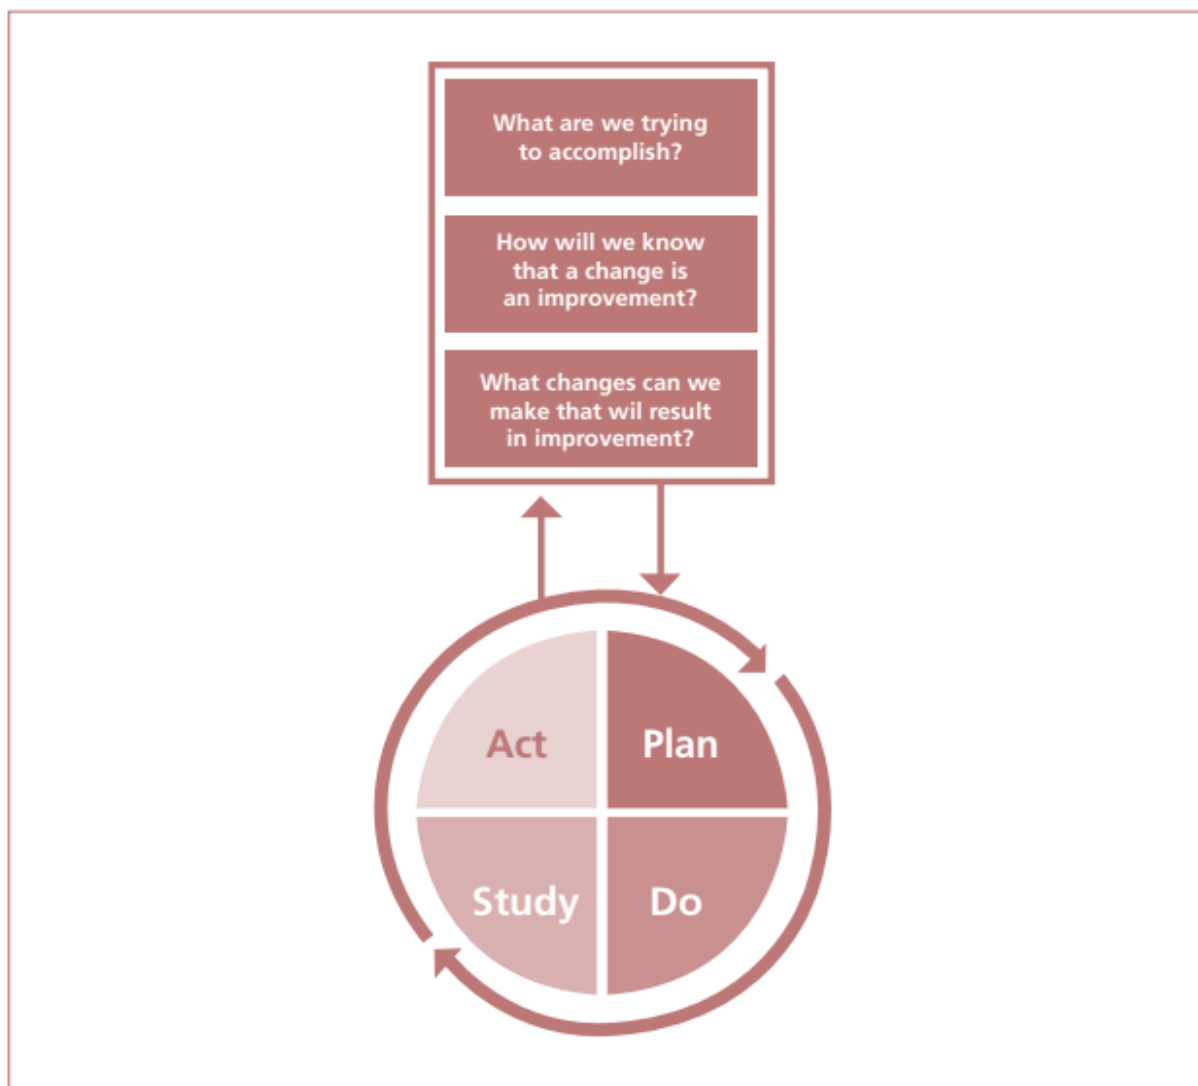 What are we trying
to accomplish?
How will we know
that a change is
an improvement?
What changes can we
make that wil result
in improvement?
Act
Plan
Study
Do